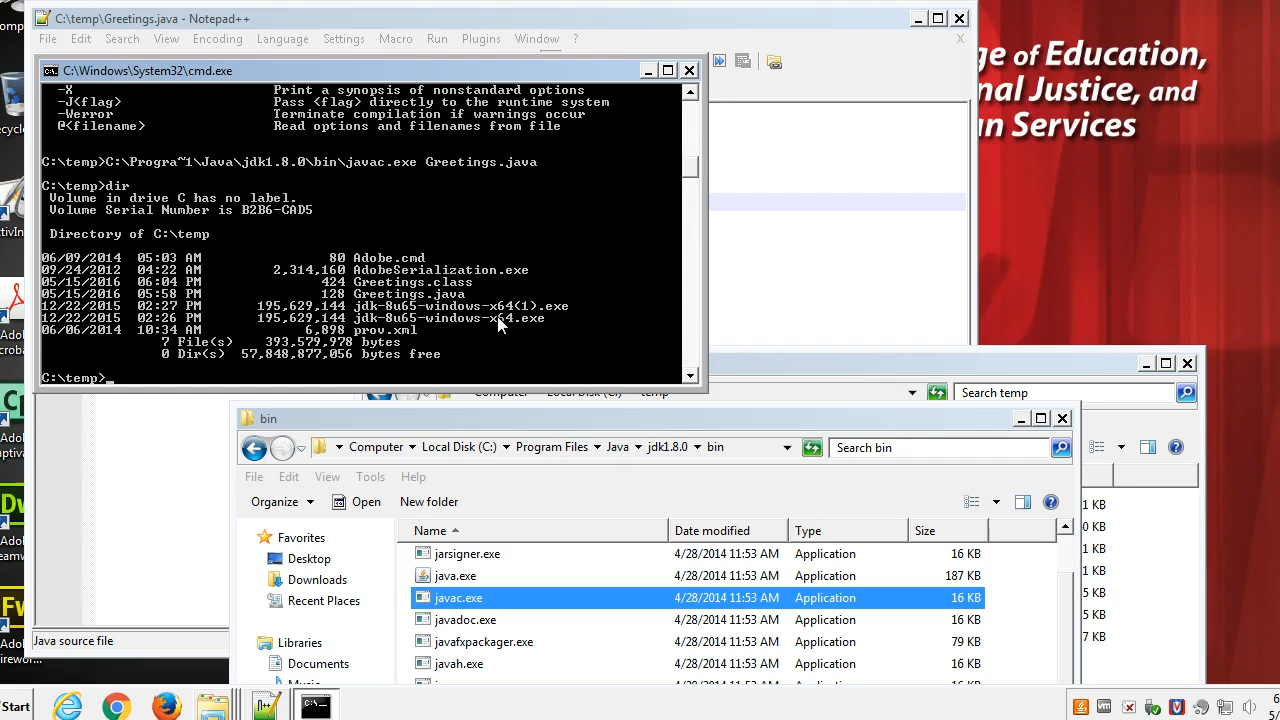 C:\temp\Greetings.java - Notepad++
File Edit Search View Encoding Language Settings Macro Run Plugins Window ? X
C:\Windows\System32\cmd.exe
-X Print a synopsis of nonstandard options
-J<flag> Pass <flag> directly to the runtime system
-Werror Terminate compilation if warnings occur
@<filename> Read options and filenames from file
C:\temp>C:\Progra~1\Java\jdk1.8.0\bin\javac.exe Greetings.java
C:\temp>dir
Volume in drive C has no label.
Volume Serial Number is B2B6-CAD5
Directory of C:\temp
06/09/2014 05:03 AM 80 Adobe.cmd
09/24/2012 04:22 AM 2,314,160 AdobeSerialization.exe
05/15/2016 06:04 PM 424 Greetings.class
05/15/2016 05:58 PM 128 Greetings.java
12/22/2015 02:27 PM 195,629,144 jdk-8u65-windows-x64(1).exe
12/22/2015 02:26 PM 195,629,144 jdk-8u65-windows-x64.exe
06/06/2014 10:34 AM 6,898 prov.xml
7 File(s) 393,579,978 bytes
0 Dir(s) 57,848,877,056 bytes free
C:\temp>_
ge of Education,
nal Justice, and
an Services
Search temp
bin
Computer Local Disk (C:) Program Files Java jdk1.8.0 bin Search bin
File Edit View Tools Help
Organize Open New folder
Name Date modified Type Size
Favorites
Desktop
Downloads
Recent Places
Libraries
Documents
jarsigner.exe 4/28/2014 11:53 AM Application 16 KB
java.exe 4/28/2014 11:53 AM Application 187 KB
javac.exe 4/28/2014 11:53 AM Application 16 KB
javadoc.exe 4/28/2014 11:53 AM Application 16 KB
javafxpackager.exe 4/28/2014 11:53 AM Application 79 KB
javah.exe 4/28/2014 11:53 AM Application 16 KB
1 KB
0 KB
1 KB
1 KB
5 KB
5 KB
7 KB
Java source file
Start